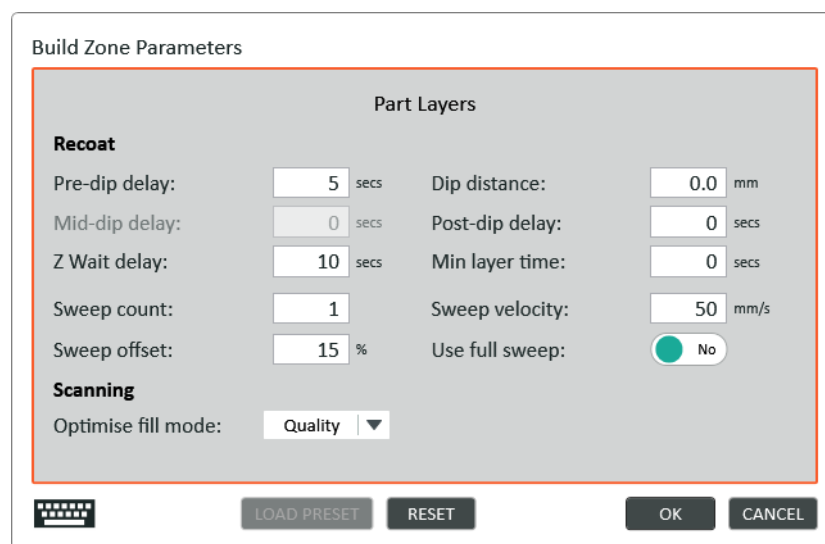 Build Zone Parameters
Part Layers
Recoat
Pre-dip delay: 5 secs Dip distance: 0.0 mm
Mid-dip delay: 0 secs Post-dip delay: 0 secs
Z Wait delay: 10 secs Min layer time: 0 secs
Sweep count: 1 Sweep velocity: 50 mm/s
Sweep offset: 15 % Use full sweep: No
Scanning
Optimise fill mode: Quality
LOAD PRESET RESET OK CANCEL